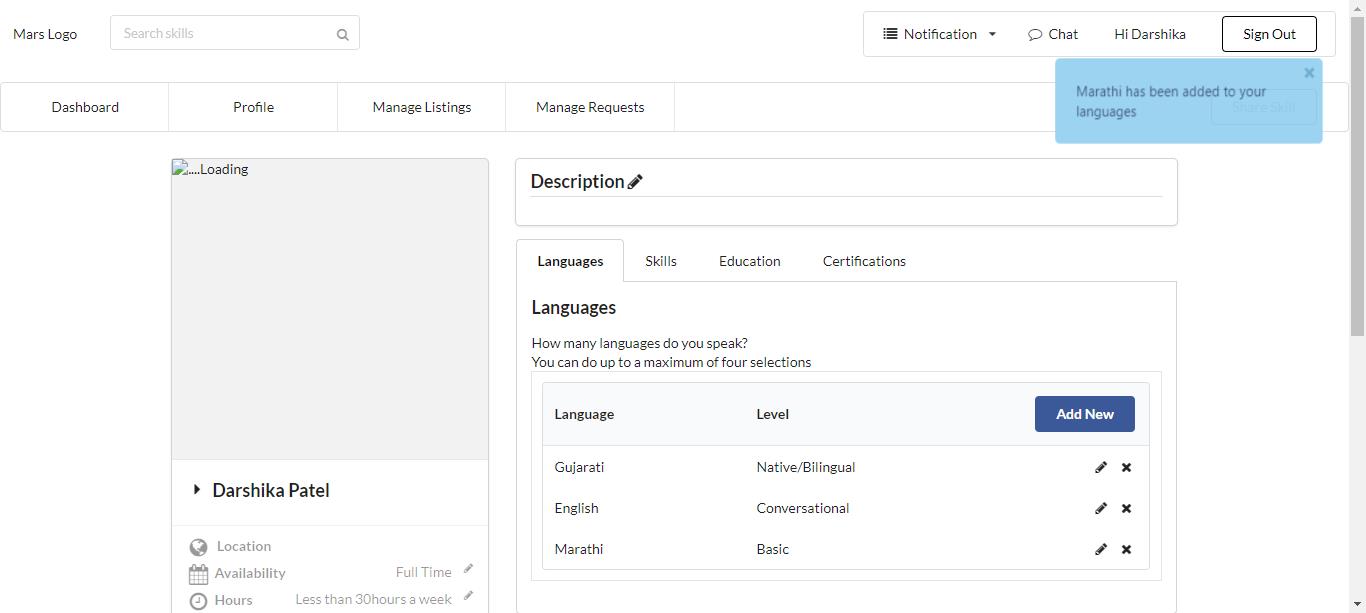 Mars Logo
Search skills
Notification
Chat
Hi Darshika
Sign Out
Dashboard
Profile
Manage Listings
Manage Requests
Share Skill
Marathi has been added to your
languages
....Loading
Darshika Patel
Location
Availability
Full Time
Hours
Less than 30hours a week
Description
Languages
Skills
Education
Certifications
Languages
How many languages do you speak?
You can do up to a maximum of four selections
Language Level Add New
Gujarati Native/Bilingual
English Conversational
Marathi Basic